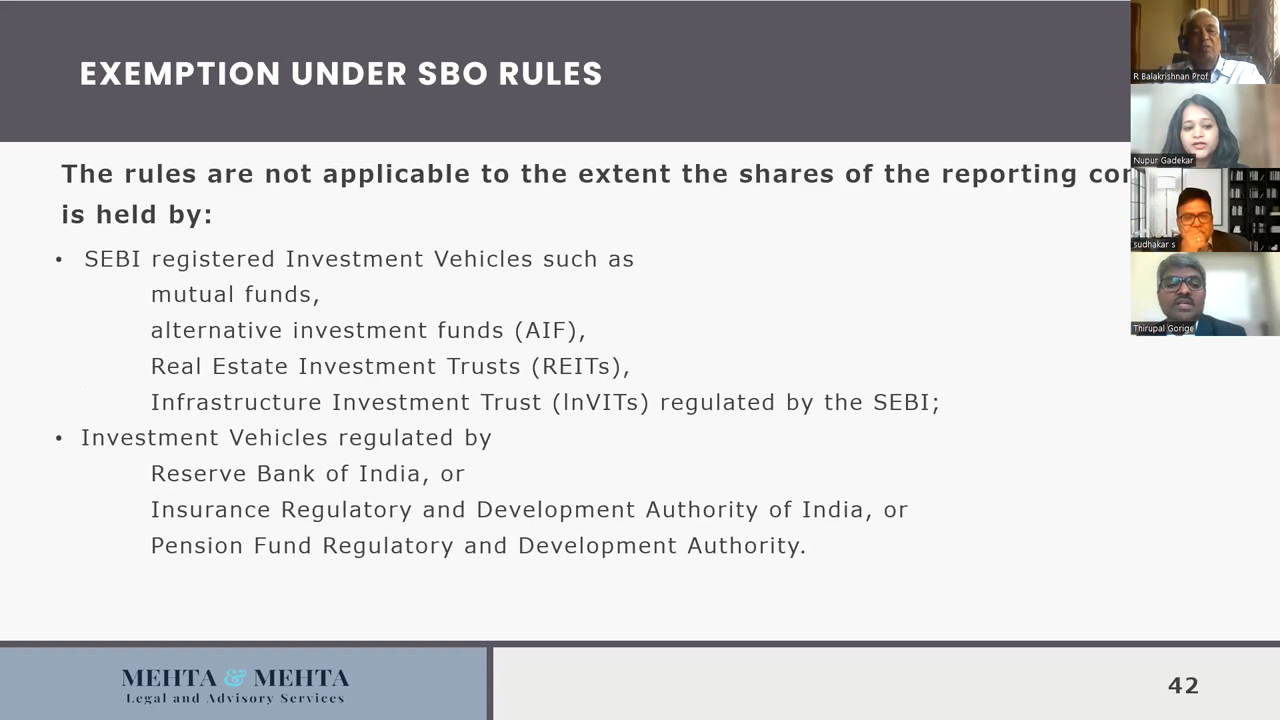 EXEMPTION UNDER SBO RULES
The rules are not applicable to the extent the shares of the reporting
is held by:
• SEBI registered Investment Vehicles such as
mutual funds,
alternative investment funds (AIF),
Real Estate Investment Trusts (REITs),
Infrastructure Investment Trust (lnVITs) regulated by the SEBI;
• Investment Vehicles regulated by
Reserve Bank of India, or
Insurance Regulatory and Development Authority of India, or
Pension Fund Regulatory and Development Authority.
MEHTA & MEHTA
Legal and Advisory Services
42
R Balakrishnan Prof
Nupur Gadekar
sudhakar s
Thirupal Gorige